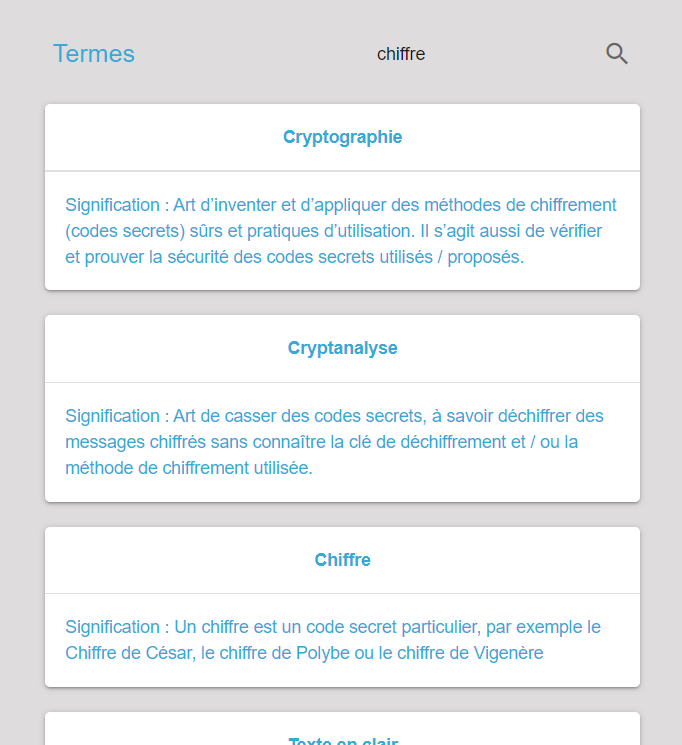 Termes
chiffre
Cryptographie
Signification : Art d’inventer et d’appliquer des méthodes de chiffrement
(codes secrets) sûrs et pratiques d’utilisation. Il s’agit aussi de vérifier
et prouver la sécurité des codes secrets utilisés / proposés.
Cryptanalyse
Signification : Art de casser des codes secrets, à savoir déchiffrer des
messages chiffrés sans connaître la clé de déchiffrement et / ou la
méthode de chiffrement utilisée.
Chiffre
Signification : Un chiffre est un code secret particulier, par exemple le
Chiffre de César, le chiffre de Polybe ou le chiffre de Vigenère
Texte en clair